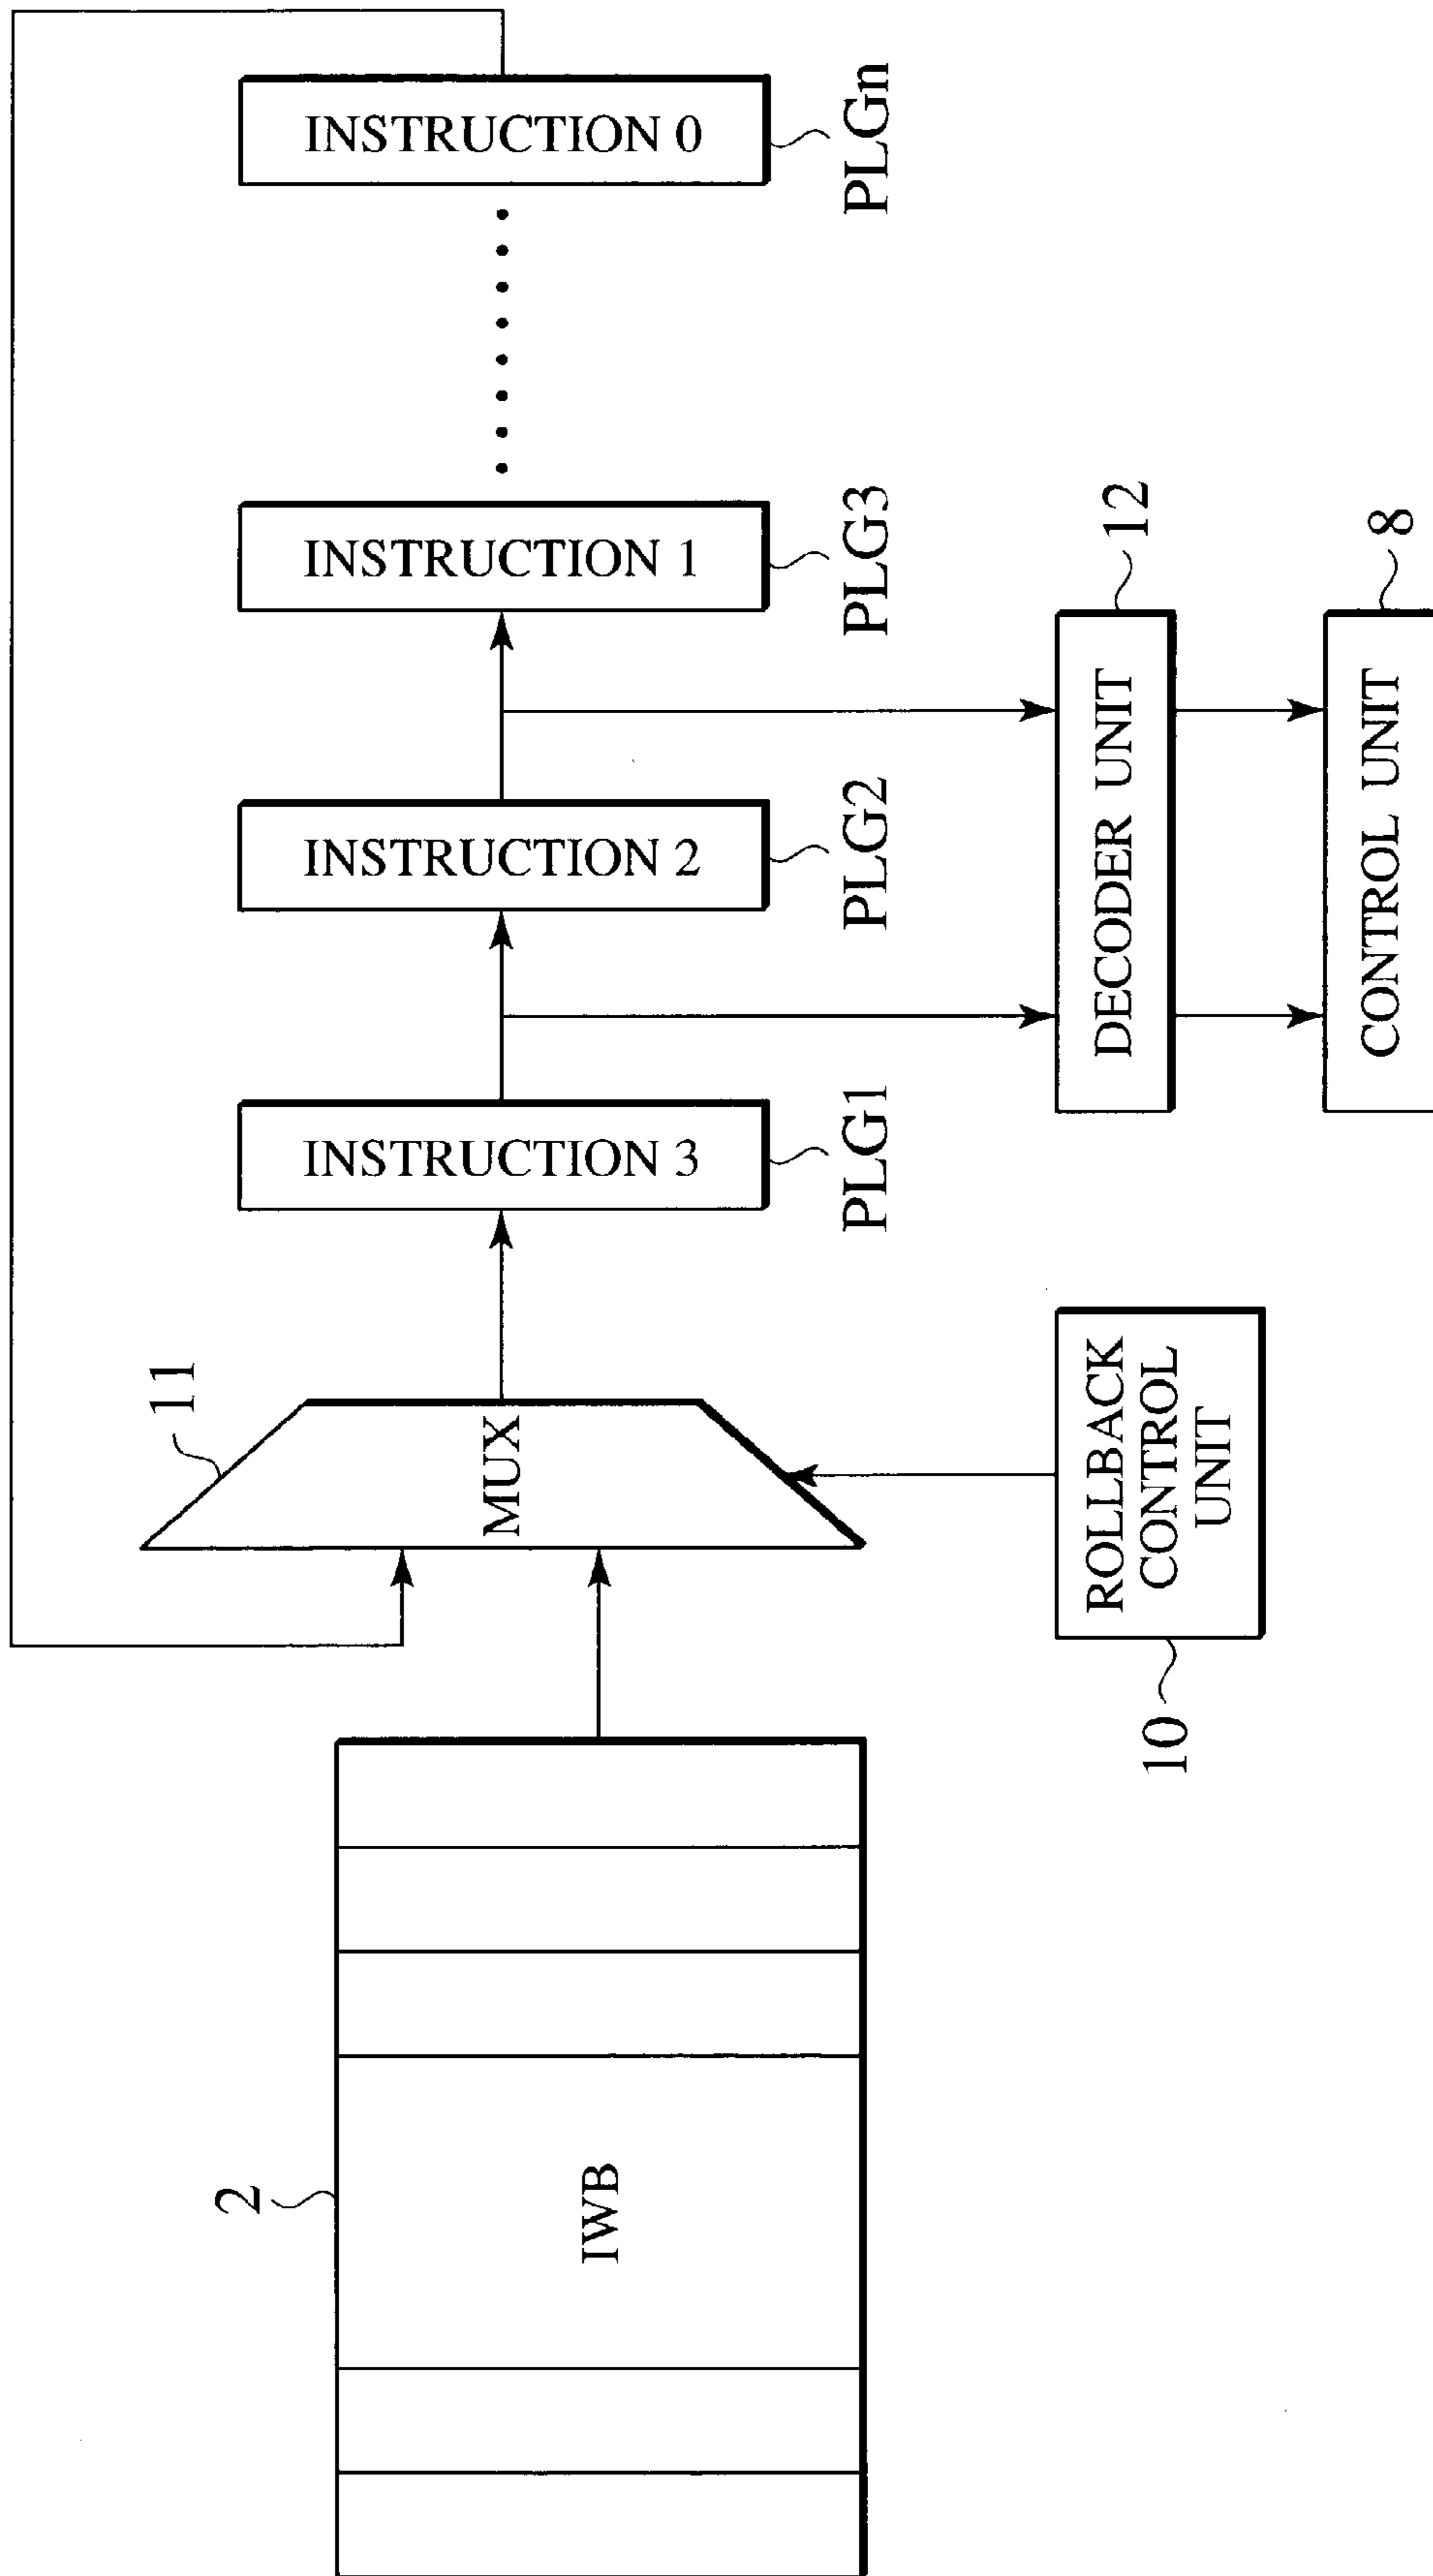 2
IWB
11
MUX
INSTRUCTION 3
INSTRUCTION 2
INSTRUCTION 1
INSTRUCTION 0
PLG1
PLG2
PLG3
PLGn
10
ROLLBACK
CONTROL
UNIT
DECODER UNIT
12
CONTROL UNIT
8